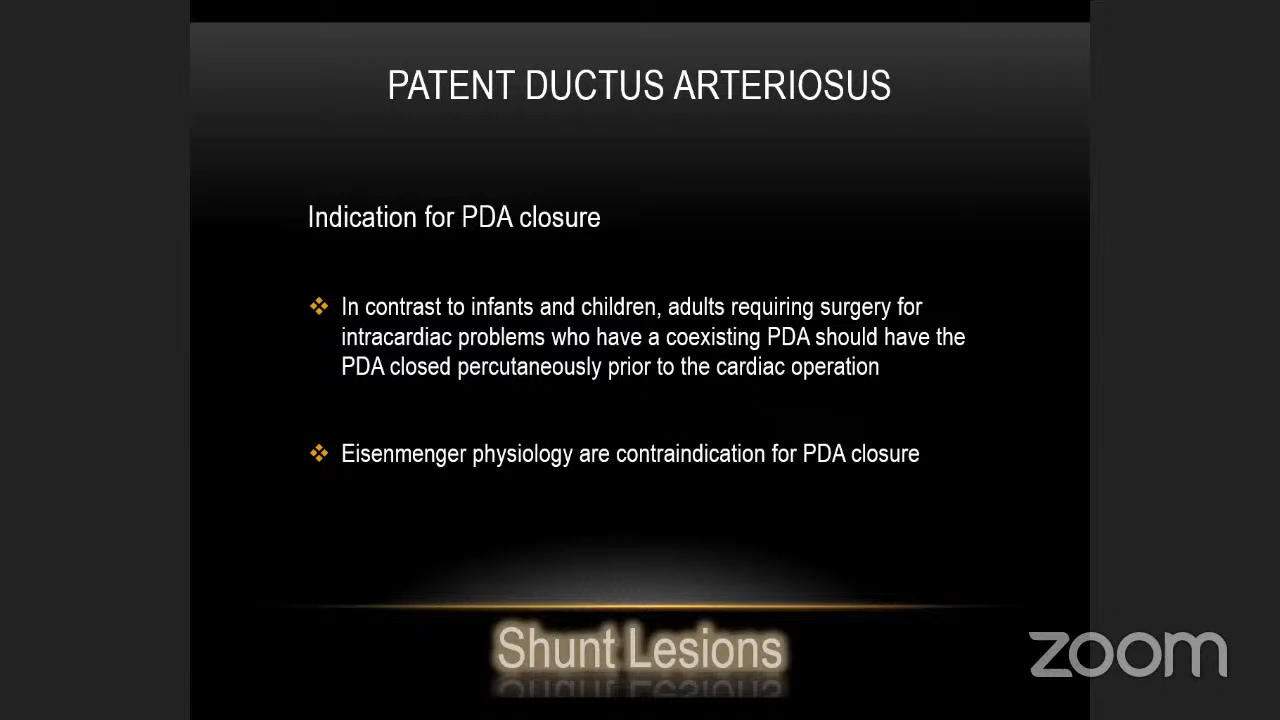 PATENT DUCTUS ARTERIOSUS
Indication for PDA closure
In contrast to infants and children, adults requiring surgery for
intracardiac problems who have a coexisting PDA should have the
PDA closed percutaneously prior to the cardiac operation
Eisenmenger physiology are contraindication for PDA closure
Shunt Lesions
zoom